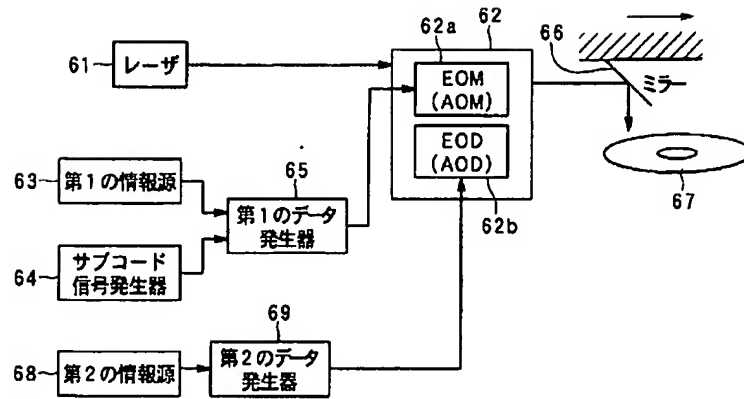 61
レーザ
62a
62
66
EOM
(AOM)
ミラー
EOD
(AOD)
67
62b
63
第1の情報源
65
第1のデータ
発生器
64
サブコード
信号発生器
69
68
第2の情報源
第2のデータ
発生器